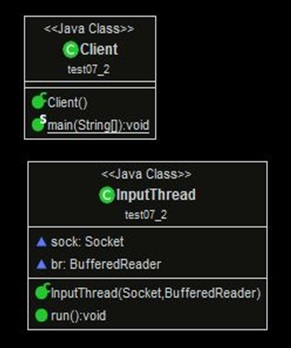 <<Java Class>>
Client
test07_2
Client()
main(String[]):void
<<Java Class>>
InputThread
test07_2
sock: Socket
br: BufferedReader
InputThread(Socket,BufferedReader)
run():void